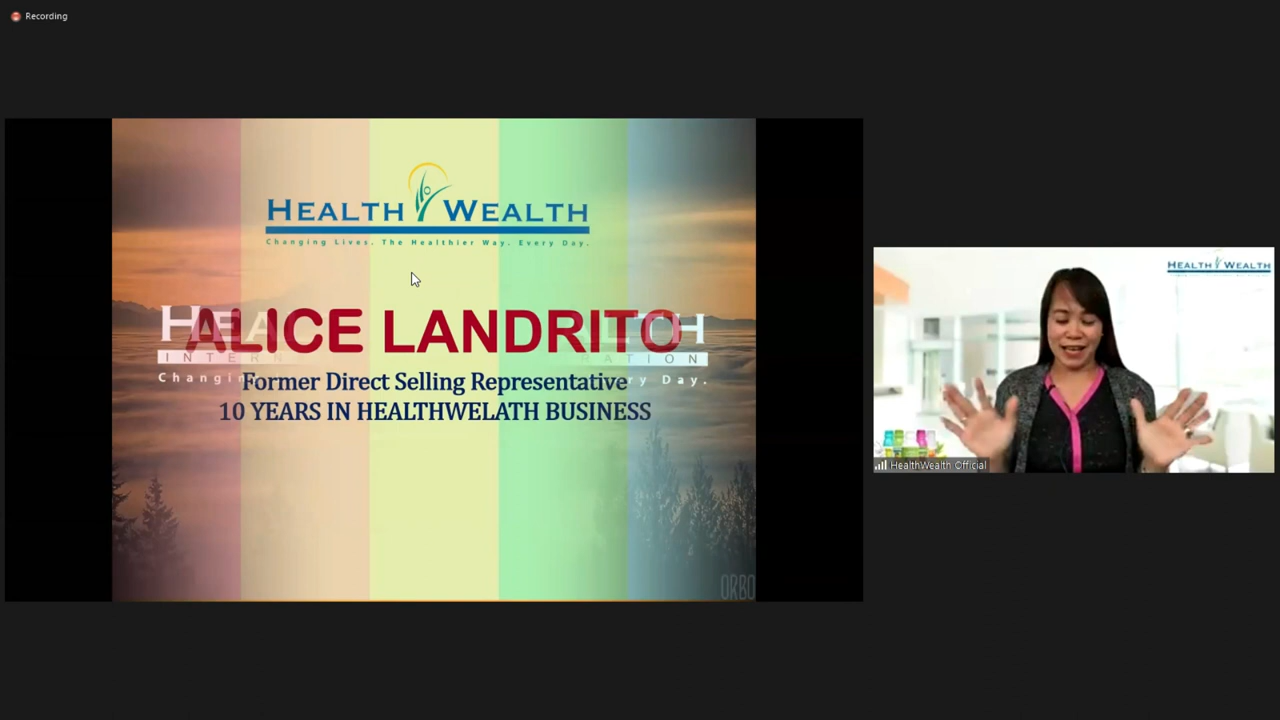 Recording
HEALTH WEALTH
Changing Lives. The Healthier Way. Every Day.
ALICE LANDRITO
Former Direct Selling Representative
10 YEARS IN HEALTHWELATH BUSINESS
ORBO
HEALTH WEALTH
HealthWealth Official